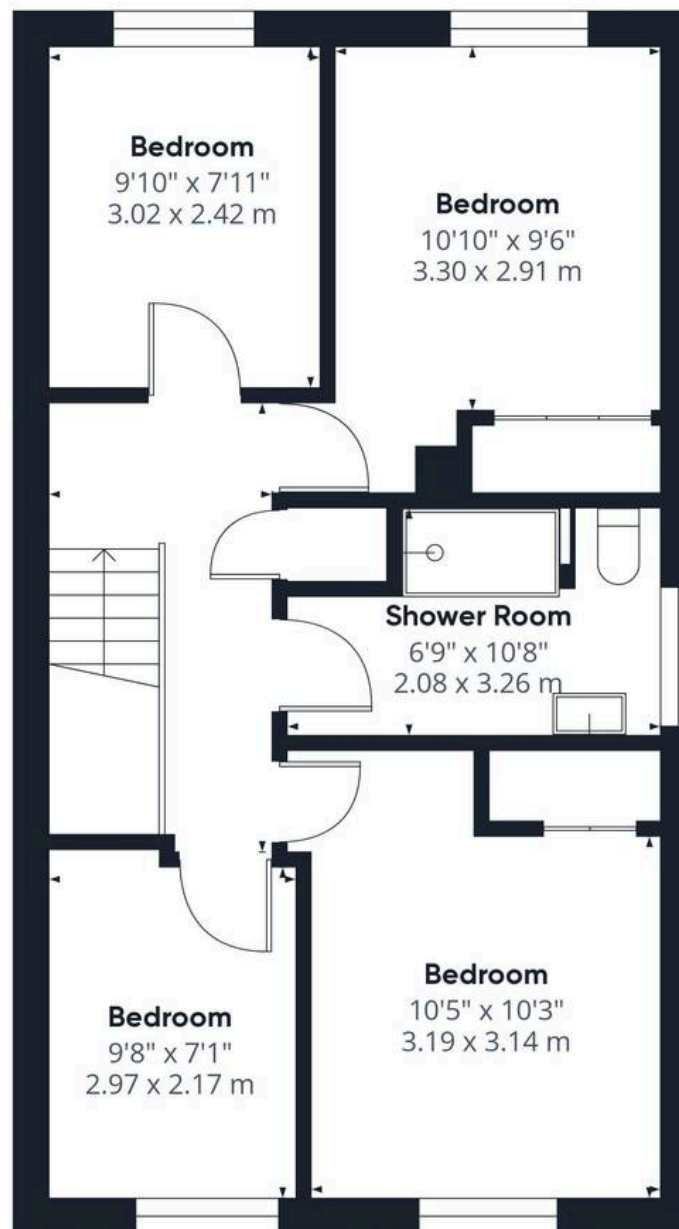 Bedroom
9'10" x 7'11"
3.02 x 2.42 m
Bedroom
10'10" x 9'6"
3.30 x 2.91 m
Shower Room
6'9" x 10'8"
2.08 x 3.26 m
Bedroom
9'8" x 7'1"
2.97 x 2.17 m
Bedroom
10'5" x 10'3"
3.19 x 3.14 m